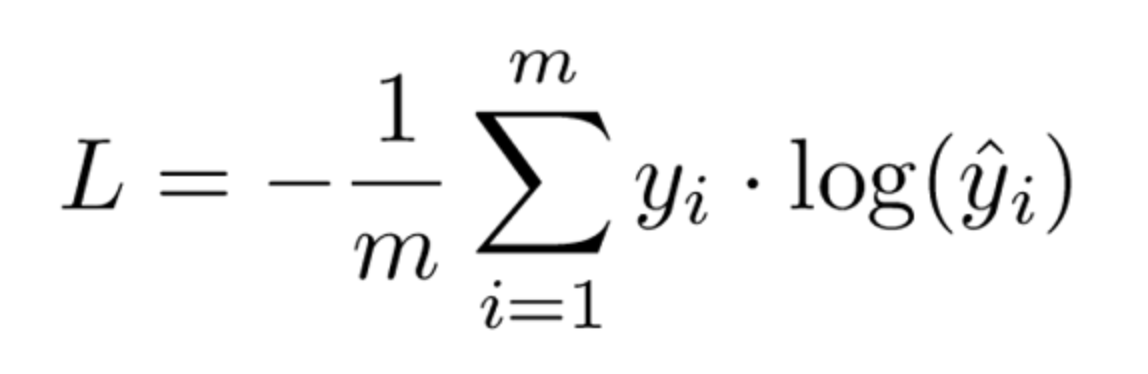 L = -\frac{1}{m} \sum_{i=1}^{m} y_i \cdot \log(\hat{y}_i)